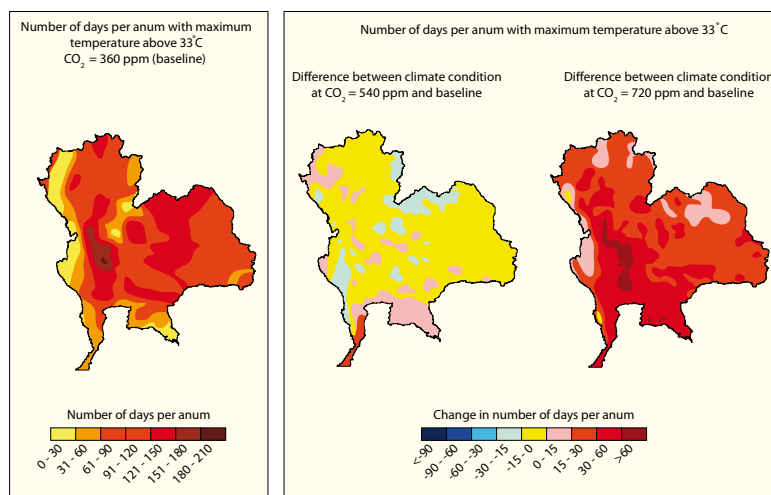 Number of days per anum with maximum
temperature above 33°C
CO2 = 360 ppm (baseline)
Number of days per anum
0 - 30
31 - 60
61 - 90
91 - 120
121 - 150
151 - 180
180 - 210
Number of days per anum with maximum temperature above 33°C
Difference between climate condition
at CO2 = 540 ppm and baseline
Difference between climate condition
at CO2 = 720 ppm and baseline
Change in number of days per anum
<-90
-90 - -60
-60 - -30
-30 - -15
-15 - 0
0 - 15
15 - 30
30 - 60
>60